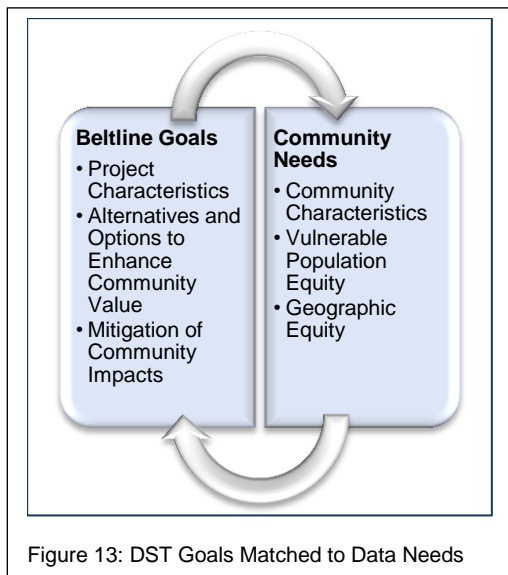 Beltline Goals
• Project
Characteristics
• Alternatives and
Options to
Enhance
Community
Value
• Mitigation of
Community
Impacts
Community
Needs
• Community
Characteristics
• Vulnerable
Population
Equity
• Geographic
Equity
Figure 13: DST Goals Matched to Data Needs